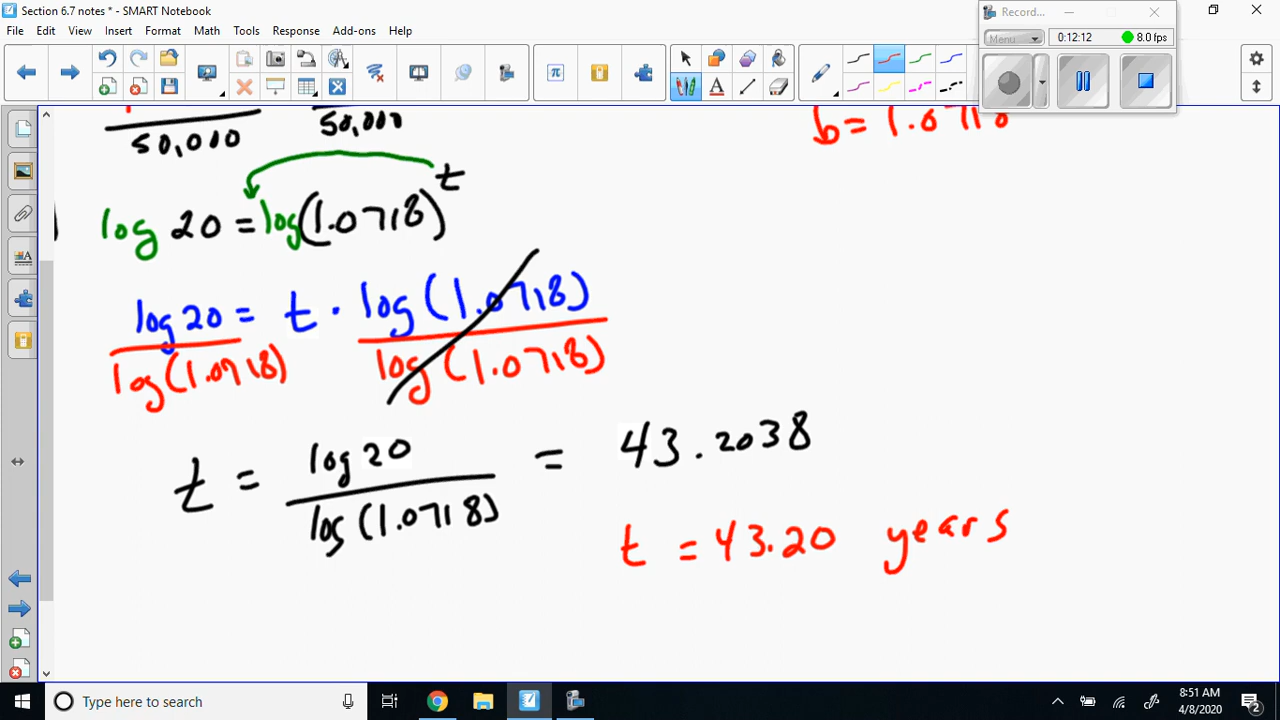 Section 6.7 notes * - SMART Notebook
File Edit View Insert Format Math Tools Response Add-ons Help
Record...
Menu
0:12:12
8.0 fps
50,000 50,000
b = 1.0718
log 20 = log(1.0718)^t
log 20 = t · log(1.0718)
log(1.0718) log(1.0718)
t = log 20 / log(1.0718) = 43.2038
t = 43.20 years
Type here to search
8:51 AM
4/8/2020
2